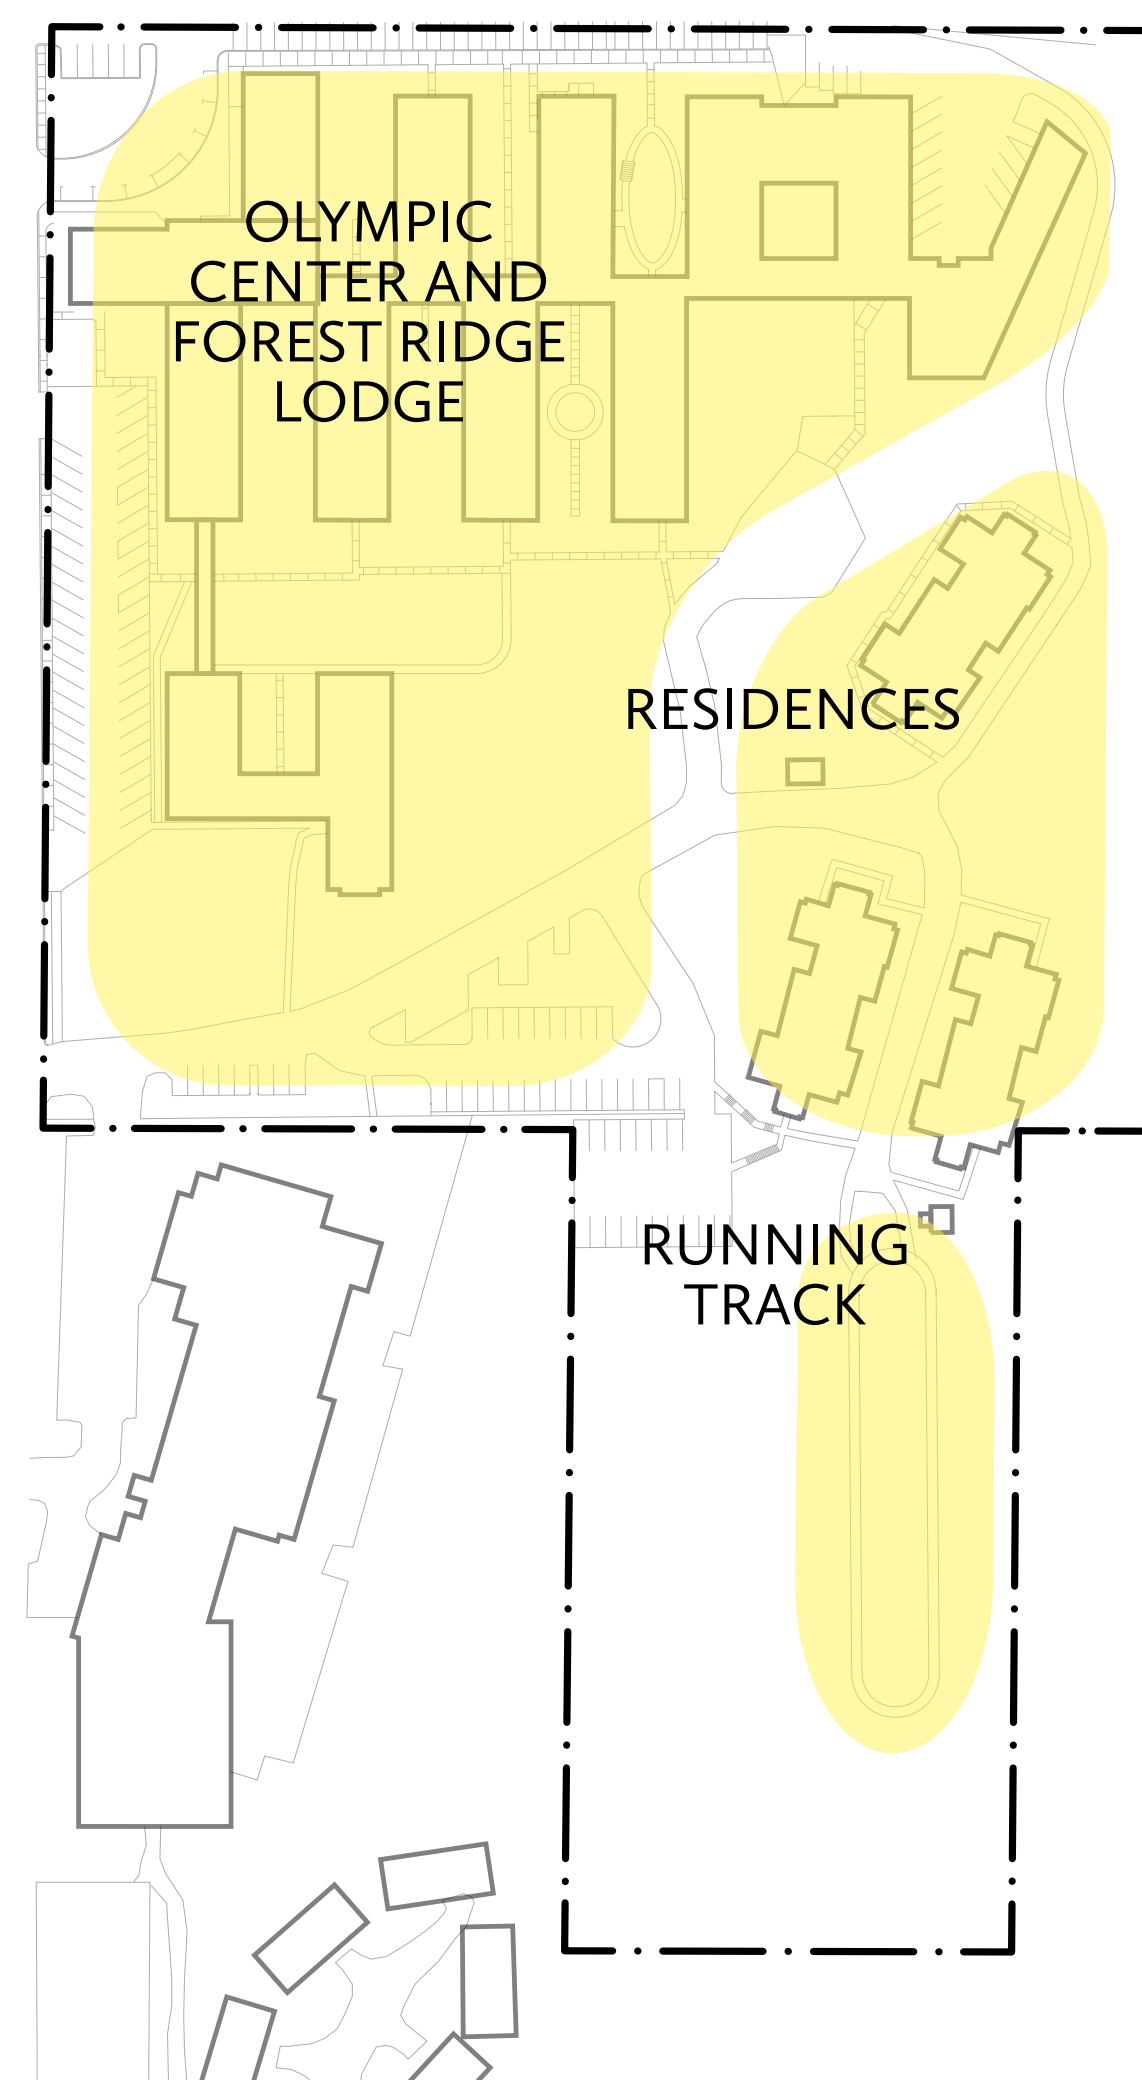 OLYMPIC
CENTER AND
FOREST RIDGE
LODGE
RESIDENCES
RUNNING
TRACK